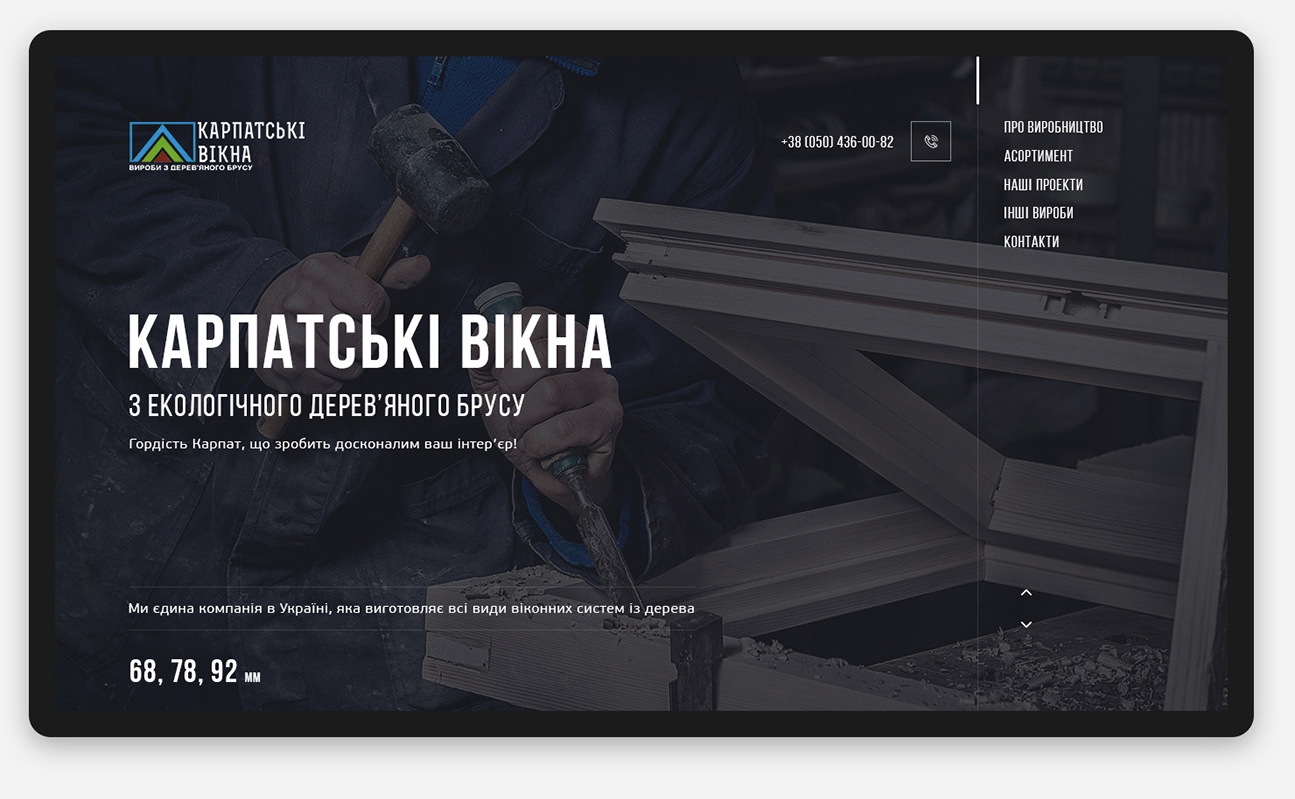 КАРПАТСЬКІ
ВІКНА
ВИРОБИ З ДЕРЕВ'ЯНОГО БРУСУ
+38 (050) 436-00-82
ПРО ВИРОБНИЦТВО
АСОРТИМЕНТ
НАШІ ПРОЕКТИ
ІНШІ ВИРОБИ
КОНТАКТИ
КАРПАТСЬКІ ВІКНА
З ЕКОЛОГІЧНОГО ДЕРЕВ’ЯНОГО БРУСУ
Гордість Карпат, що зробить досконалим ваш інтер’єр!
Ми єдина компанія в Україні, яка виготовляє всі види віконних систем із дерева
68, 78, 92 мм